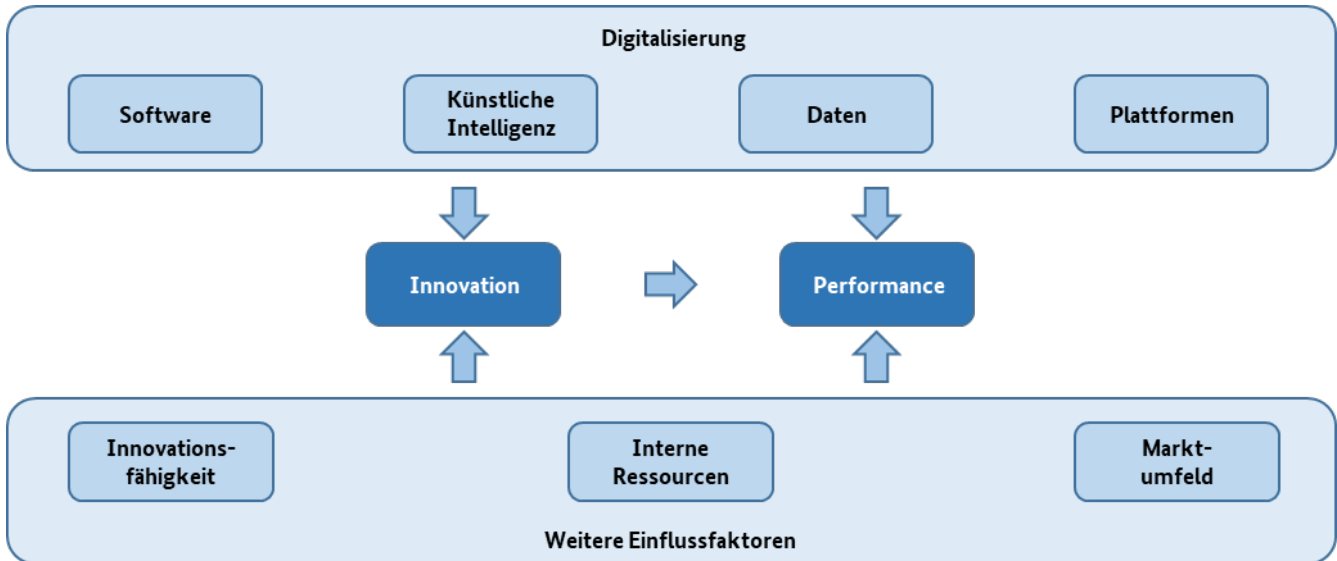 Digitalisierung
Software
Künstliche
Intelligenz
Daten
Plattformen
Innovation
Performance
Innovations-
fähigkeit
Interne
Ressourcen
Markt-
umfeld
Weitere Einflussfaktoren